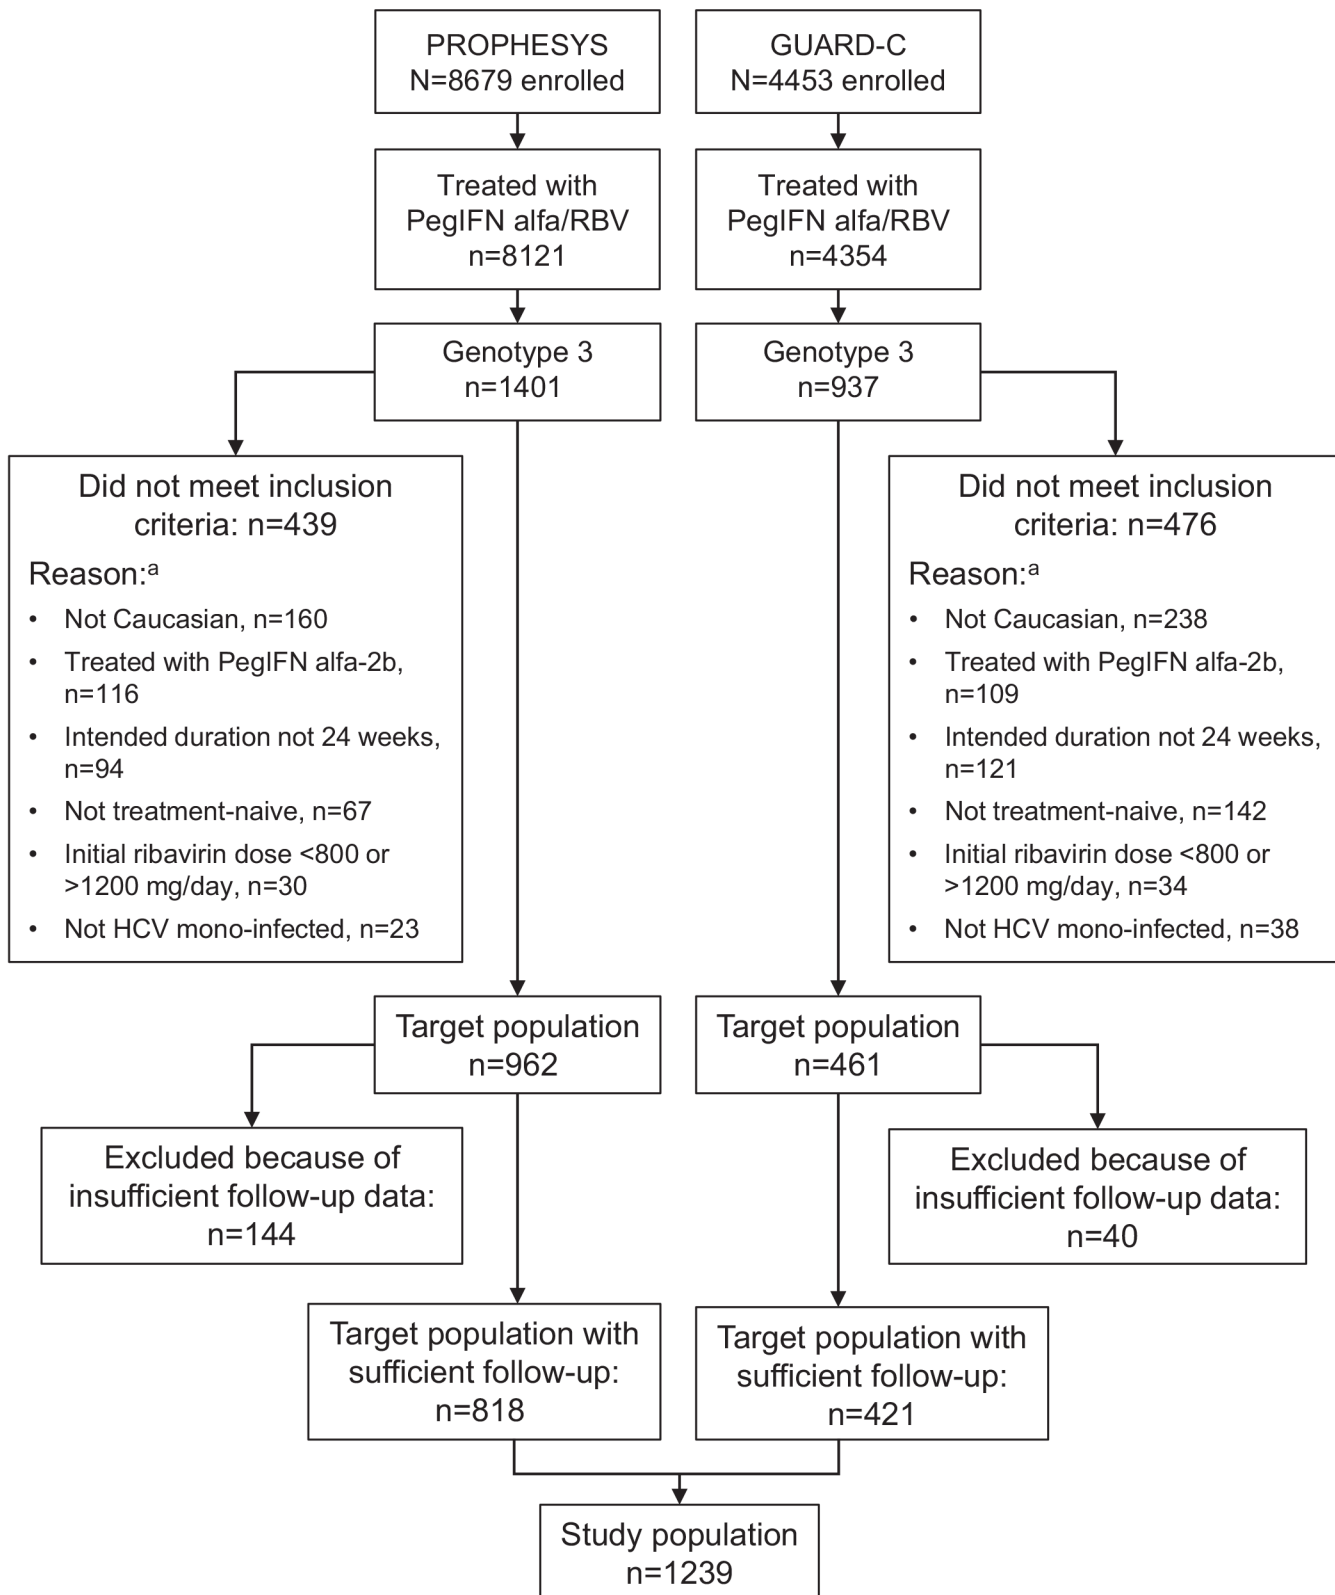 PROPHESYS
N=8679 enrolled
GUARD-C
N=4453 enrolled
Treated with
PegIFN alfa/RBV
n=8121
Treated with
PegIFN alfa/RBV
n=4354
Genotype 3
n=1401
Genotype 3
n=937
Did not meet inclusion
criteria: n=439
Reason:ᵃ
• Not Caucasian, n=160
• Treated with PegIFN alfa-2b,
n=116
• Intended duration not 24 weeks,
n=94
• Not treatment-naive, n=67
• Initial ribavirin dose <800 or
>1200 mg/day, n=30
• Not HCV mono-infected, n=23
Did not meet inclusion
criteria: n=476
Reason:ᵃ
• Not Caucasian, n=238
• Treated with PegIFN alfa-2b,
n=109
• Intended duration not 24 weeks,
n=121
• Not treatment-naive, n=142
• Initial ribavirin dose <800 or
>1200 mg/day, n=34
• Not HCV mono-infected, n=38
Target population
n=962
Target population
n=461
Excluded because of
insufficient follow-up data:
n=144
Excluded because of
insufficient follow-up data:
n=40
Target population with
sufficient follow-up:
n=818
Target population with
sufficient follow-up:
n=421
Study population
n=1239